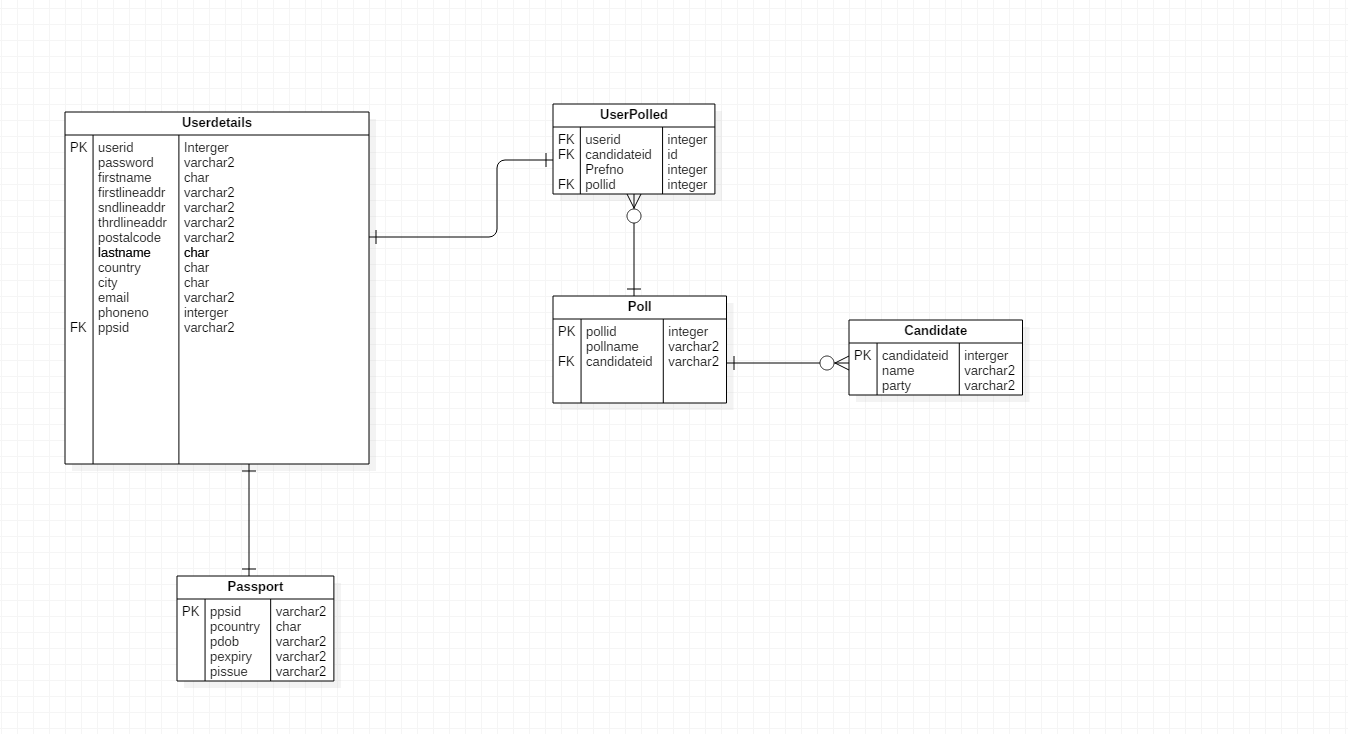 Userdetails
PK userid Interger
password varchar2
firstname char
firstlineaddr varchar2
sndlineaddr varchar2
thrdlineaddr varchar2
postalcode varchar2
lastname char
country char
city char
email varchar2
phoneno interger
FK ppsid varchar2
UserPolled
FK userid integer
FK candidateid id
Prefno integer
FK pollid integer
Poll
PK pollid integer
pollname varchar2
FK candidateid varchar2
Candidate
PK candidateid interger
name varchar2
party varchar2
Passport
PK ppsid varchar2
pcountry char
pdob varchar2
pexpiry varchar2
pissue varchar2